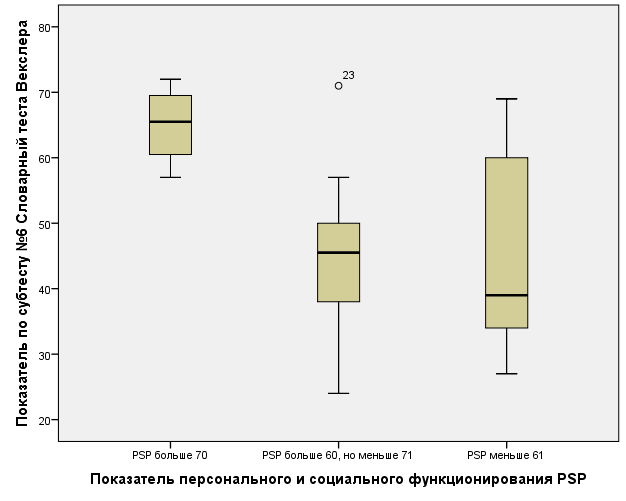 Показатель по субтесту №6 Словарный теста Векслера
80
70
60
50
40
30
20
23
PSP больше 70
PSP больше 60, но меньше 71
PSP меньше 61
Показатель персонального и социального функционирования PSP